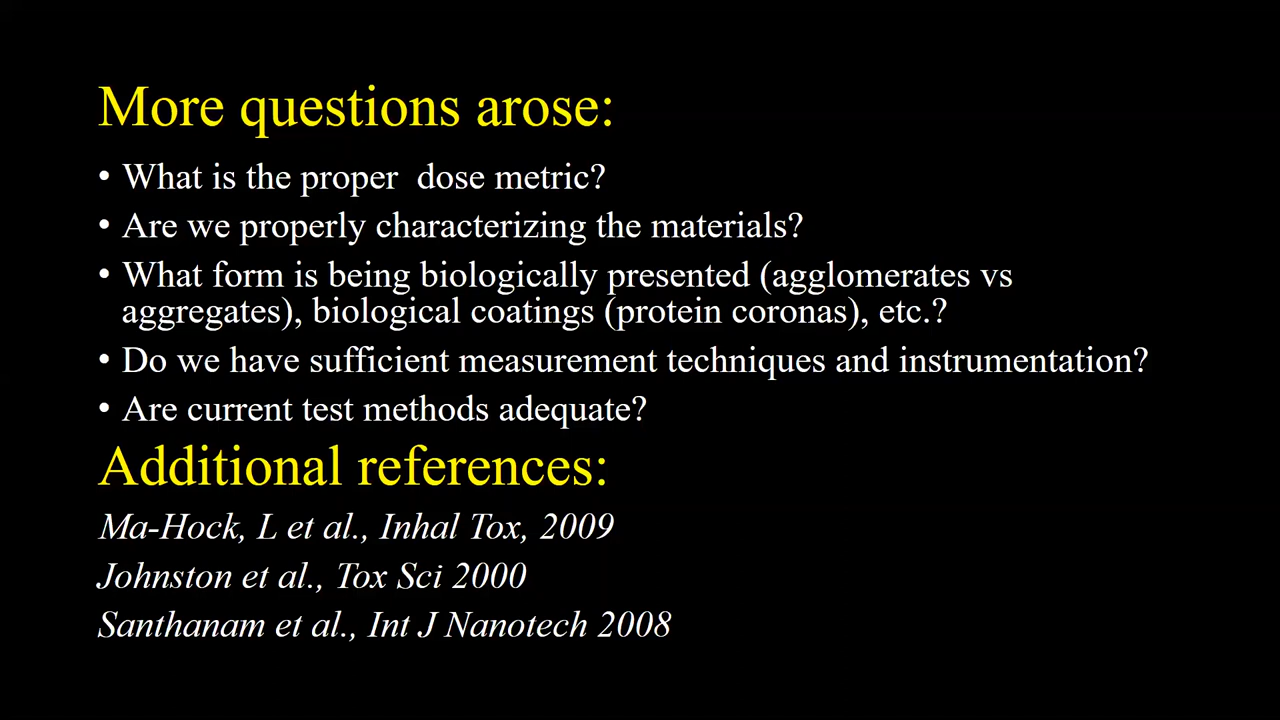 More questions arose:
• What is the proper  dose metric?
• Are we properly characterizing the materials?
• What form is being biologically presented (agglomerates vs
aggregates), biological coatings (protein coronas), etc.?
• Do we have sufficient measurement techniques and instrumentation?
• Are current test methods adequate?
Additional references:
Ma-Hock, L et al., Inhal Tox, 2009
Johnston et al., Tox Sci 2000
Santhanam et al., Int J Nanotech 2008